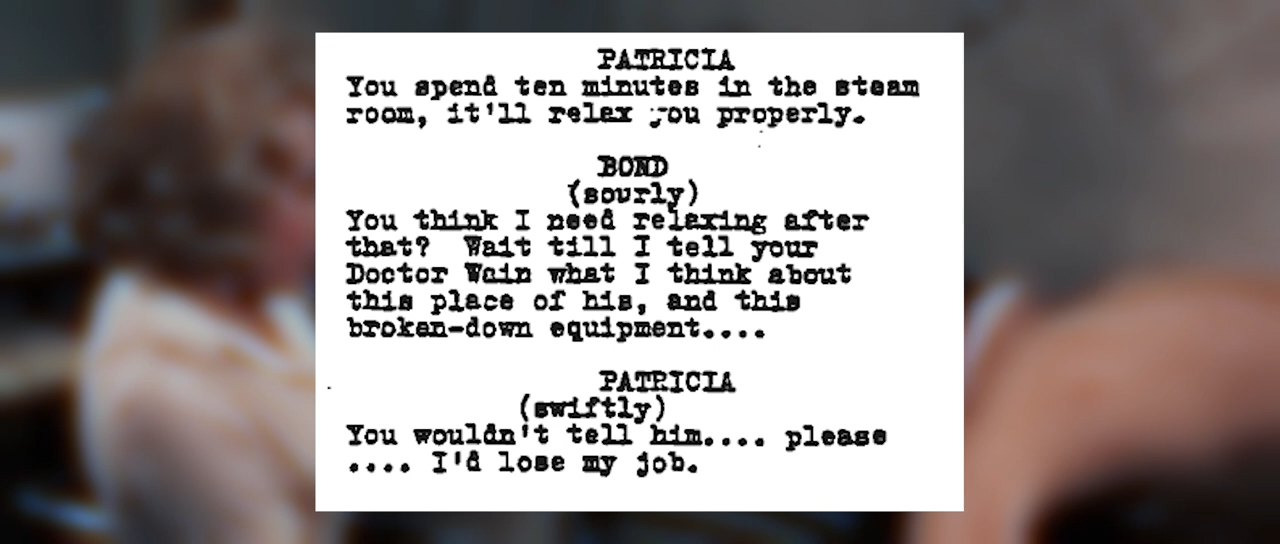 PATRICIA
You spend ten minutes in the steam
room, it'll relax you properly.
BOND
(sourly)
You think I need relaxing after
that? Wait till I tell your
Doctor Wain what I think about
this place of his, and this
broken-down equipment....
PATRICIA
(swiftly)
You wouldn't tell him.... please
.... I'd lose my job.